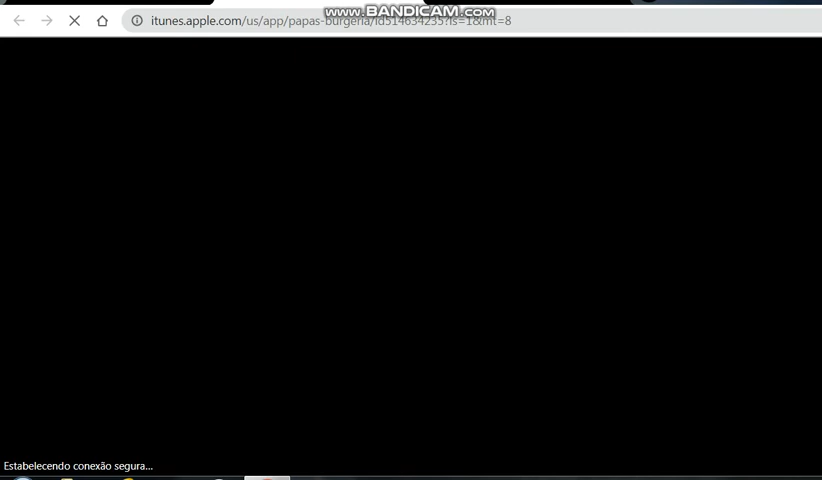 www.BANDICAM.com
itunes.apple.com/us/app/papas-burgeria/id514634235?ls=1&mt=8
Estabelecendo conexão segura...